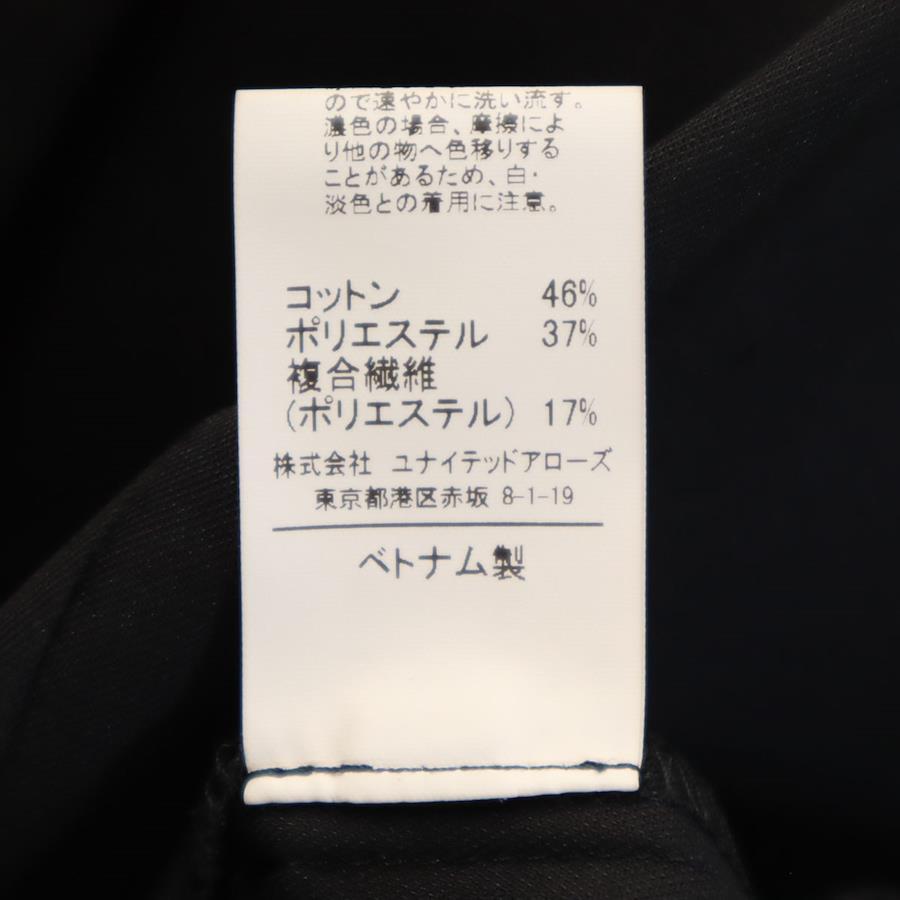 ので速やかに洗い流す。
濃色の場合、摩擦によ
り他の物へ色移りする
ことがあるため、白・
淡色との着用に注意。
コットン 46%
ポリエステル 37%
複合繊維
(ポリエステル) 17%
株式会社 ユナイテッドアローズ
東京都港区赤坂 8-1-19
ベトナム製